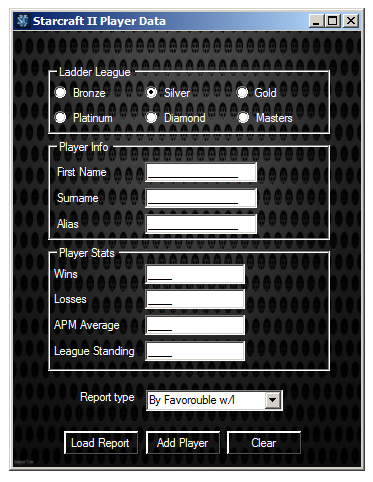 Starcraft II Player Data
Ladder League
Bronze Silver Gold
Platinum Diamond Masters
Player Info
First Name
Surname
Alias
Player Stats
Wins
Losses
APM Average
League Standing
Report type By Favorouble w/l
Load Report Add Player Clear